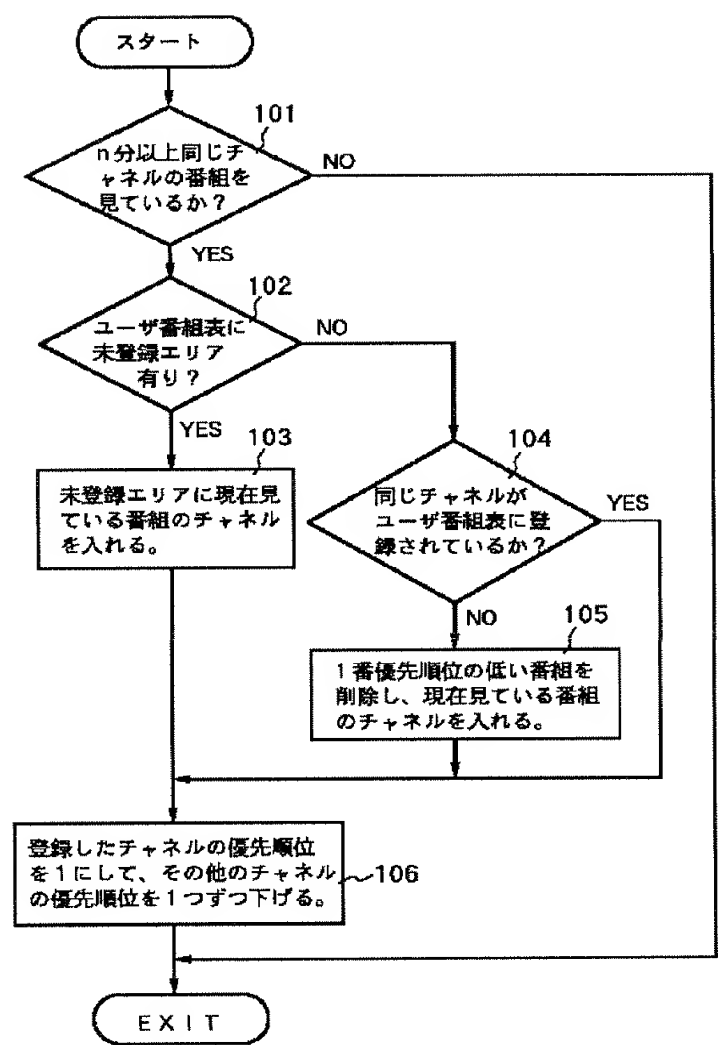 スタート
101
n分以上同じチ
ャネルの番組を
見ているか？
NO
YES
102
ユーザ番組表に
未登録エリア
有り？
NO
YES
103
未登録エリアに現在見
ている番組のチャネル
を入れる。
104
同じチャネルが
ユーザ番組表に登
録されているか？
YES
NO
105
1番優先順位の低い番組を
削除し、現在見ている番組
のチャネルを入れる。
登録したチャネルの優先順位
を1にして、その他のチャネル
の優先順位を1つずつ下げる。
106
EXIT